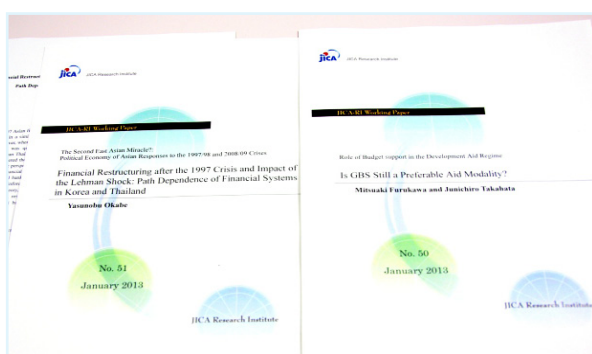 Path Dep
JICA
JICA Research Institute
JICA-RI Working Paper
The Second East Asian Miracle?:
Political Economy of Asian Responses to the 1997/98 and 2008/09 Crises
Financial Restructuring after the 1997 Crisis and Impact of
the Lehman Shock: Path Dependence of Financial Systems
in Korea and Thailand
Yasunobu Okabe
No. 51
January 2013
JICA Research Institute
JICA
JICA Research Institute
JICA-RI Working Paper
Role of Budget support in the Development Aid Regime
Is GBS Still a Preferable Aid Modality?
Mitsuaki Furukawa and Junichiro Takahata
No. 50
January 2013
JICA Research Institute